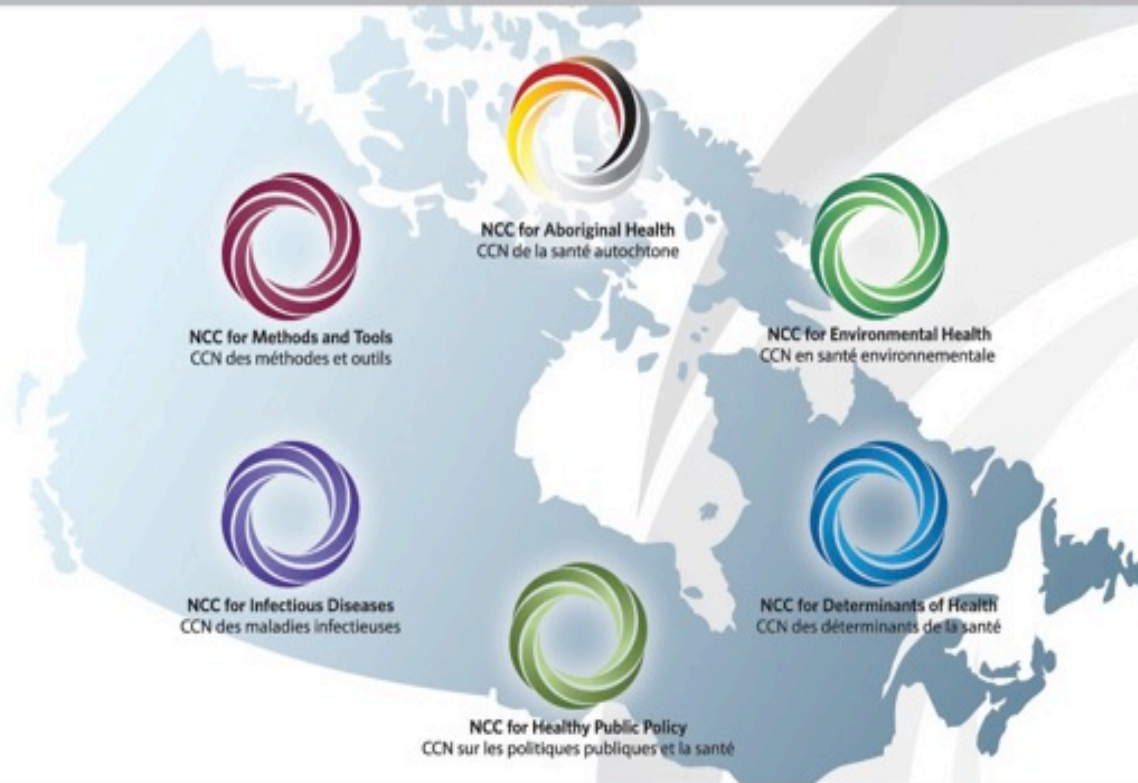 NCC for Aboriginal Health
CCN de la santé autochtone
NCC for Methods and Tools
CCN des méthodes et outils
NCC for Environmental Health
CCN en santé environnementale
NCC for Infectious Diseases
CCN des maladies infectieuses
NCC for Determinants of Health
CCN des déterminants de la santé
NCC for Healthy Public Policy
CCN sur les politiques publiques et la santé